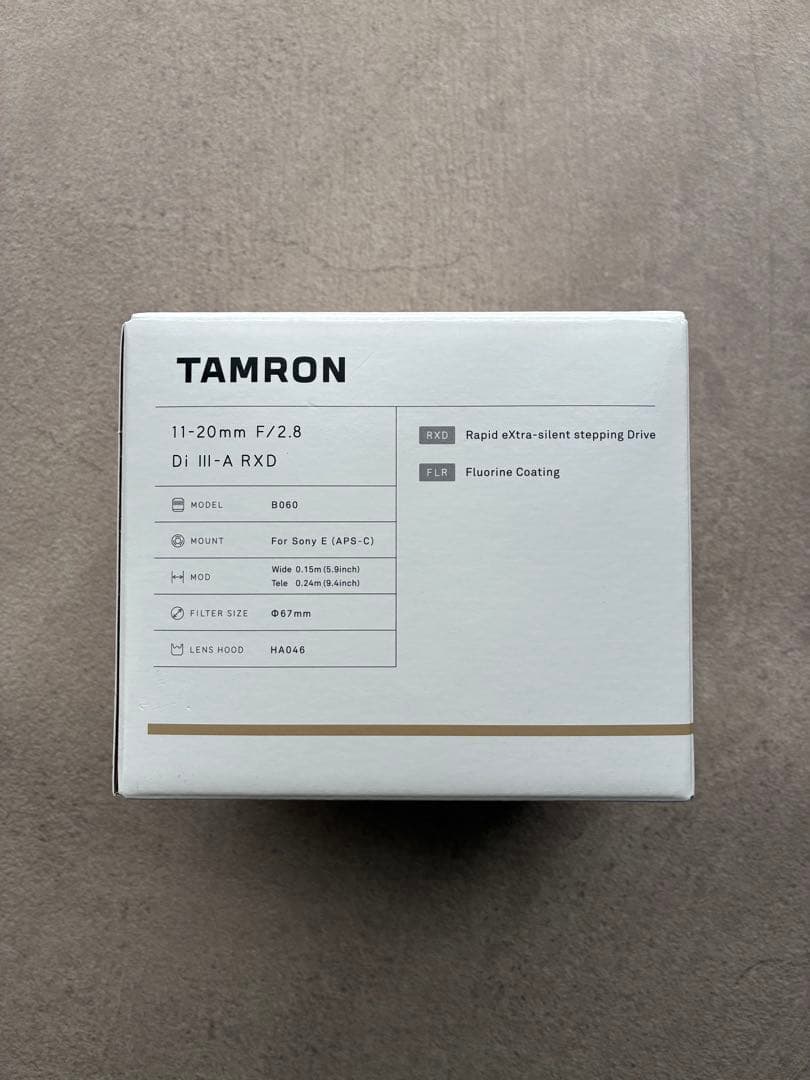 TAMRON
11-20mm F/2.8
Di III-A RXD
MODEL B060
MOUNT For Sony E (APS-C)
MOD Wide 0.15m (5.9inch)
Tele 0.24m (9.4inch)
FILTER SIZE Φ67mm
LENS HOOD HA046
RXD Rapid eXtra-silent stepping Drive
FLR Fluorine Coating